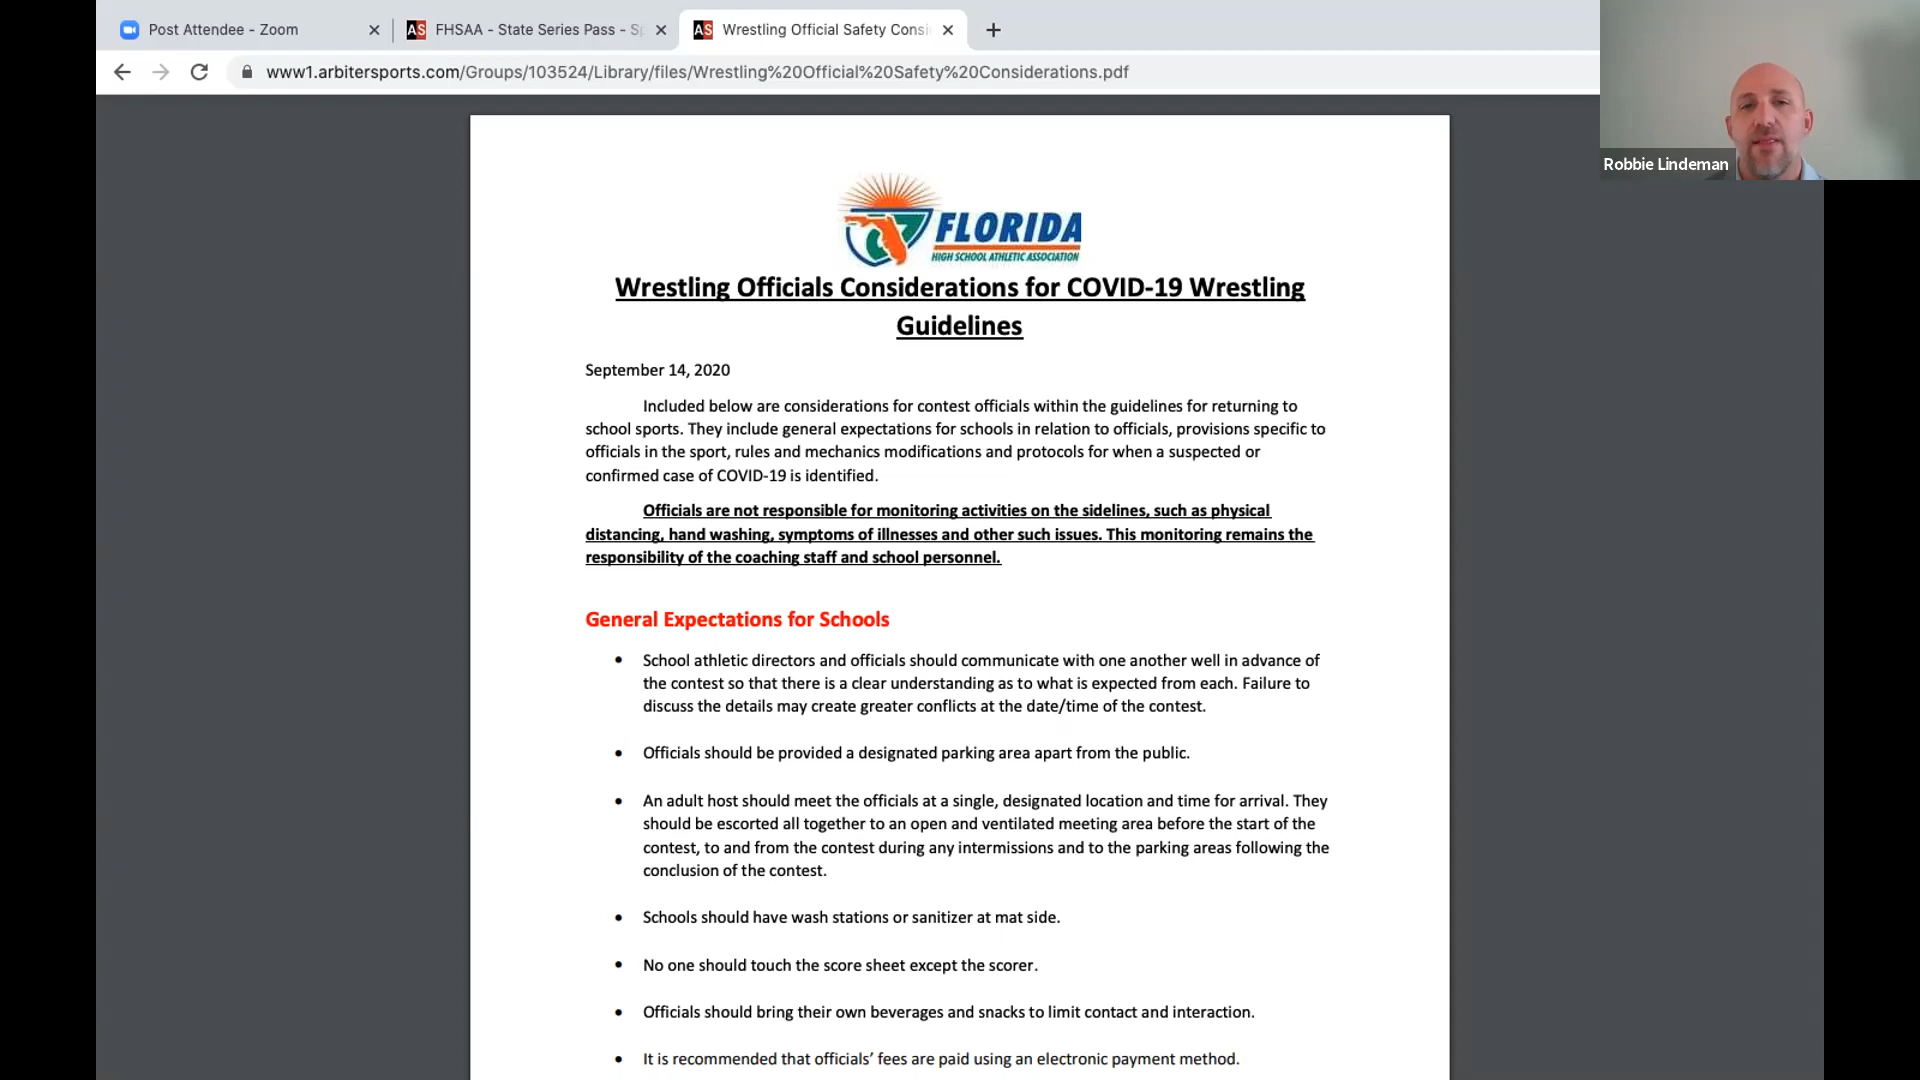 Post Attendee - Zoom
FHSAA - State Series Pass - Sp
Wrestling Official Safety Consi
www1.arbitersports.com/Groups/103524/Library/files/Wrestling%20Official%20Safety%20Considerations.pdf
Robbie Lindeman
FLORIDA
HIGH SCHOOL ATHLETIC ASSOCIATION
Wrestling Officials Considerations for COVID-19 Wrestling
Guidelines
September 14, 2020
Included below are considerations for contest officials within the guidelines for returning to
school sports. They include general expectations for schools in relation to officials, provisions specific to
officials in the sport, rules and mechanics modifications and protocols for when a suspected or
confirmed case of COVID-19 is identified.
Officials are not responsible for monitoring activities on the sidelines, such as physical
distancing, hand washing, symptoms of illnesses and other such issues. This monitoring remains the
responsibility of the coaching staff and school personnel.
General Expectations for Schools
• School athletic directors and officials should communicate with one another well in advance of
the contest so that there is a clear understanding as to what is expected from each. Failure to
discuss the details may create greater conflicts at the date/time of the contest.
• Officials should be provided a designated parking area apart from the public.
• An adult host should meet the officials at a single, designated location and time for arrival. They
should be escorted all together to an open and ventilated meeting area before the start of the
contest, to and from the contest during any intermissions and to the parking areas following the
conclusion of the contest.
• Schools should have wash stations or sanitizer at mat side.
• No one should touch the score sheet except the scorer.
• Officials should bring their own beverages and snacks to limit contact and interaction.
• It is recommended that officials’ fees are paid using an electronic payment method.